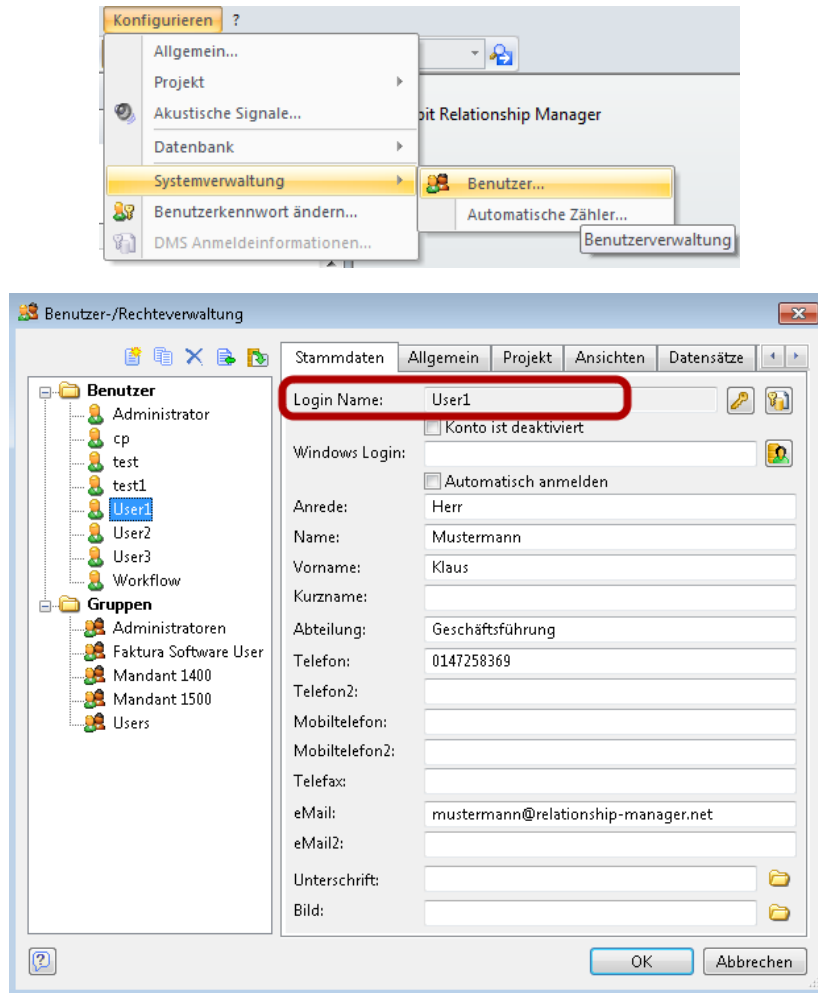 Konfigurieren ?
Allgemein...
Projekt
Akustische Signale...
bit Relationship Manager
Datenbank
Systemverwaltung
Benutzer...
Benutzerkennwort ändern...
Automatische Zähler...
DMS Anmeldeinformationen...
Benutzerverwaltung
Benutzer-/Rechteverwaltung
Stammdaten Allgemein Projekt Ansichten Datensätze
Benutzer
Administrator
cp
test
test1
User1
User2
User3
Workflow
Gruppen
Administratoren
Faktura Software User
Mandant 1400
Mandant 1500
Users
Login Name: User1
Konto ist deaktiviert
Windows Login:
Automatisch anmelden
Anrede: Herr
Name: Mustermann
Vorname: Klaus
Kurzname:
Abteilung: Geschäftsführung
Telefon: 0147258369
Telefon2:
Mobiltelefon:
Mobiltelefon2:
Telefax:
eMail: mustermann@relationship-manager.net
eMail2:
Unterschrift:
Bild:
OK Abbrechen